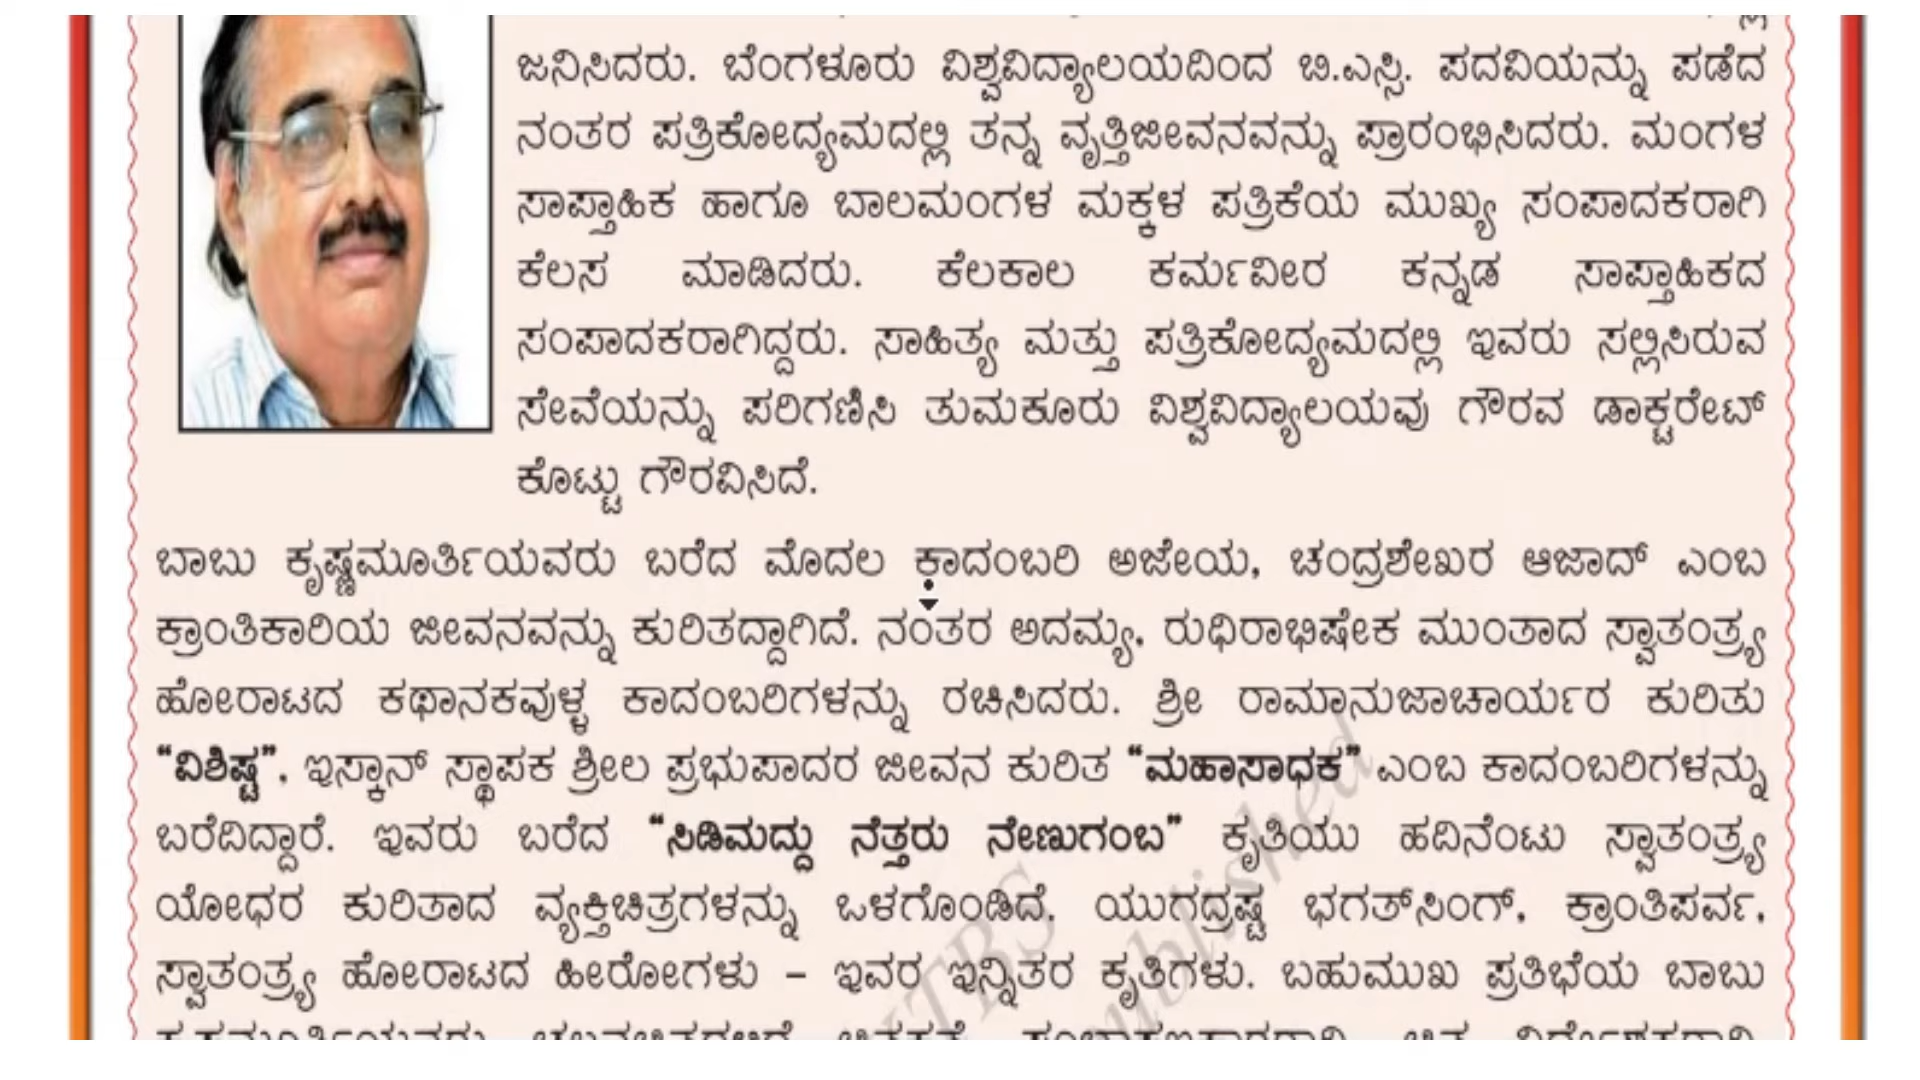 ಜನಿಸಿದರು. ಬೆಂಗಳೂರು ವಿಶ್ವವಿದ್ಯಾಲಯದಿಂದ ಬಿ.ಎಸ್ಸಿ. ಪದವಿಯನ್ನು ಪಡೆದ
ನಂತರ ಪತ್ರಿಕೋದ್ಯಮದಲ್ಲಿ ತನ್ನ ವೃತ್ತಿಜೀವನವನ್ನು ಪ್ರಾರಂಭಿಸಿದರು. ಮಂಗಳ
ಸಾಪ್ತಾಹಿಕ ಹಾಗೂ ಬಾಲಮಂಗಳ ಮಕ್ಕಳ ಪತ್ರಿಕೆಯ ಮುಖ್ಯ ಸಂಪಾದಕರಾಗಿ
ಕೆಲಸ ಮಾಡಿದರು. ಕೆಲಕಾಲ ಕರ್ಮವೀರ ಕನ್ನಡ ಸಾಪ್ತಾಹಿಕದ
ಸಂಪಾದಕರಾಗಿದ್ದರು. ಸಾಹಿತ್ಯ ಮತ್ತು ಪತ್ರಿಕೋದ್ಯಮದಲ್ಲಿ ಇವರು ಸಲ್ಲಿಸಿರುವ
ಸೇವೆಯನ್ನು ಪರಿಗಣಿಸಿ ತುಮಕೂರು ವಿಶ್ವವಿದ್ಯಾಲಯವು ಗೌರವ ಡಾಕ್ಟರೇಟ್
ಕೊಟ್ಟು ಗೌರವಿಸಿದೆ.
ಬಾಬು ಕೃಷ್ಣಮೂರ್ತಿಯವರು ಬರೆದ ಮೊದಲ ಕಾದಂಬರಿ ಅಜೇಯ, ಚಂದ್ರಶೇಖರ ಆಜಾದ್ ಎಂಬ
ಕ್ರಾಂತಿಕಾರಿಯ ಜೀವನವನ್ನು ಕುರಿತದ್ದಾಗಿದೆ. ನಂತರ ಅದಮ್ಯ, ರುಧಿರಾಭಿಷೇಕ ಮುಂತಾದ ಸ್ವಾತಂತ್ರ್ಯ
ಹೋರಾಟದ ಕಥಾನಕವುಳ್ಳ ಕಾದಂಬರಿಗಳನ್ನು ರಚಿಸಿದರು. ಶ್ರೀ ರಾಮಾನುಜಾಚಾರ್ಯರ ಕುರಿತು
“ವಿಶಿಷ್ಟ”, ಇಸ್ಕಾನ್ ಸ್ಥಾಪಕ ಶ್ರೀಲ ಪ್ರಭುಪಾದರ ಜೀವನ ಕುರಿತ “ಮಹಾಸಾಧಕ” ಎಂಬ ಕಾದಂಬರಿಗಳನ್ನು
ಬರೆದಿದ್ದಾರೆ. ಇವರು ಬರೆದ “ಸಿಡಿಮದ್ದು ನೆತ್ತರು ನೇಣುಗಂಬ” ಕೃತಿಯು ಹದಿನೆಂಟು ಸ್ವಾತಂತ್ರ್ಯ
ಯೋಧರ ಕುರಿತಾದ ವ್ಯಕ್ತಿಚಿತ್ರಗಳನ್ನು ಒಳಗೊಂಡಿದೆ. ಯುಗದ್ರಷ್ಟ ಭಗತ್‌ಸಿಂಗ್, ಕ್ರಾಂತಿಪರ್ವ,
ಸ್ವಾತಂತ್ರ್ಯ ಹೋರಾಟದ ಹೀರೋಗಳು – ಇವರ ಇನ್ನಿತರ ಕೃತಿಗಳು. ಬಹುಮುಖ ಪ್ರತಿಭೆಯ ಬಾಬು